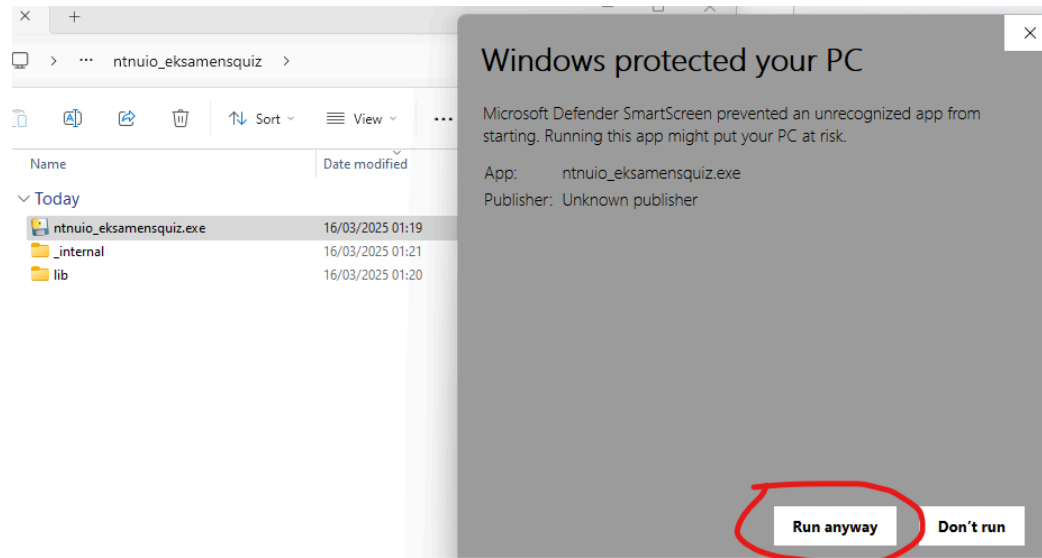 ntnuio_eksamensquiz
Sort
View
Name Date modified
Today
ntnuio_eksamensquiz.exe 16/03/2025 01:19
_internal 16/03/2025 01:21
lib 16/03/2025 01:20
Windows protected your PC
Microsoft Defender SmartScreen prevented an unrecognized app from
starting. Running this app might put your PC at risk.
App: ntnuio_eksamensquiz.exe
Publisher: Unknown publisher
Run anyway Don't run